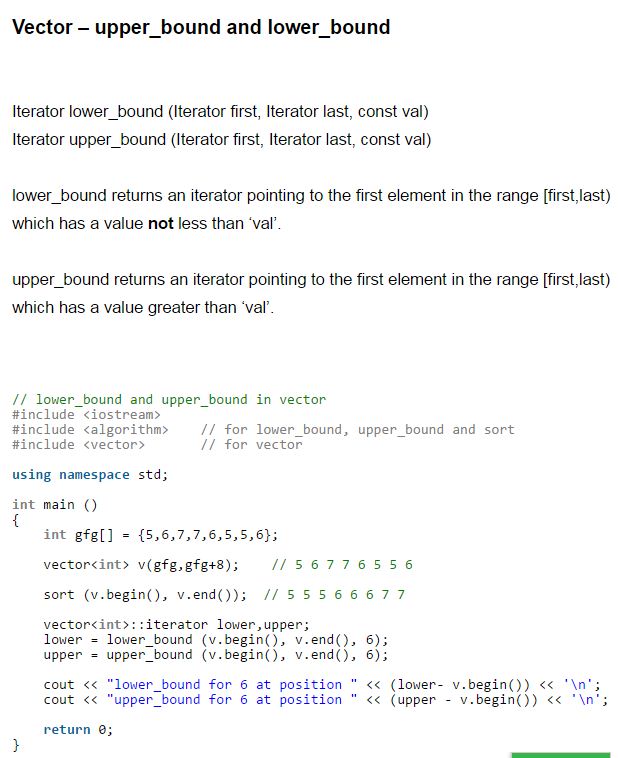 Vector – upper_bound and lower_bound
Iterator lower_bound (Iterator first, Iterator last, const val)
Iterator upper_bound (Iterator first, Iterator last, const val)
lower_bound returns an iterator pointing to the first element in the range [first,last)
which has a value not less than ‘val’.
upper_bound returns an iterator pointing to the first element in the range [first,last)
which has a value greater than ‘val’.
// lower_bound and upper_bound in vector
#include <iostream>
#include <algorithm>    // for lower_bound, upper_bound and sort
#include <vector>       // for vector
using namespace std;
int main ()
{
    int gfg[] = {5,6,7,7,6,5,5,6};
    vector<int> v(gfg,gfg+8);    // 5 6 7 7 6 5 5 6
    sort (v.begin(), v.end());  // 5 5 5 6 6 6 7 7
    vector<int>::iterator lower,upper;
    lower = lower_bound (v.begin(), v.end(), 6);
    upper = upper_bound (v.begin(), v.end(), 6);
    cout << "lower_bound for 6 at position " << (lower- v.begin()) << '\n';
    cout << "upper_bound for 6 at position " << (upper - v.begin()) << '\n';
    return 0;
}